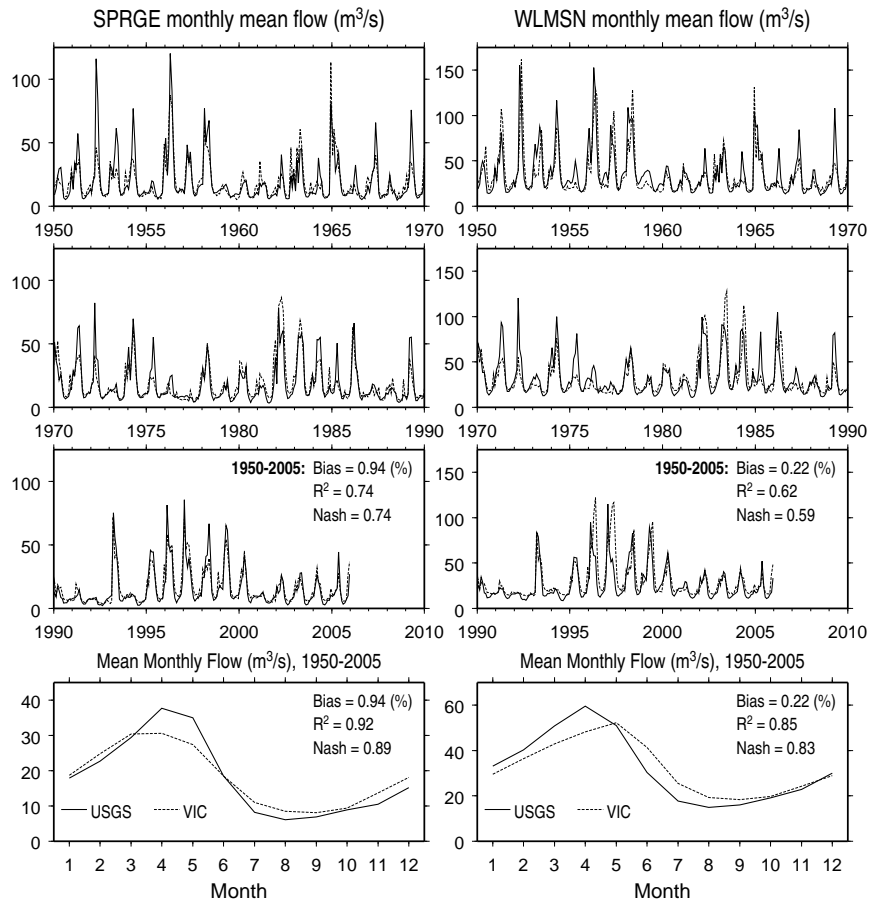 SPRGE monthly mean flow (m³/s)
WLMSN monthly mean flow (m³/s)
100
50
0
1950 1955 1960 1965 1970
150
100
50
0
1950 1955 1960 1965 1970
100
50
0
1970 1975 1980 1985 1990
150
100
50
0
1970 1975 1980 1985 1990
100
50
0
1990 1995 2000 2005 2010
1950-2005: Bias = 0.94 (%)
R² = 0.74
Nash = 0.74
150
100
50
0
1990 1995 2000 2005 2010
1950-2005: Bias = 0.22 (%)
R² = 0.62
Nash = 0.59
Mean Monthly Flow (m³/s), 1950-2005
40
30
20
10
0
Bias = 0.94 (%)
R² = 0.92
Nash = 0.89
USGS VIC
1 2 3 4 5 6 7 8 9 10 11 12
Month
Mean Monthly Flow (m³/s), 1950-2005
60
40
20
0
Bias = 0.22 (%)
R² = 0.85
Nash = 0.83
USGS VIC
1 2 3 4 5 6 7 8 9 10 11 12
Month